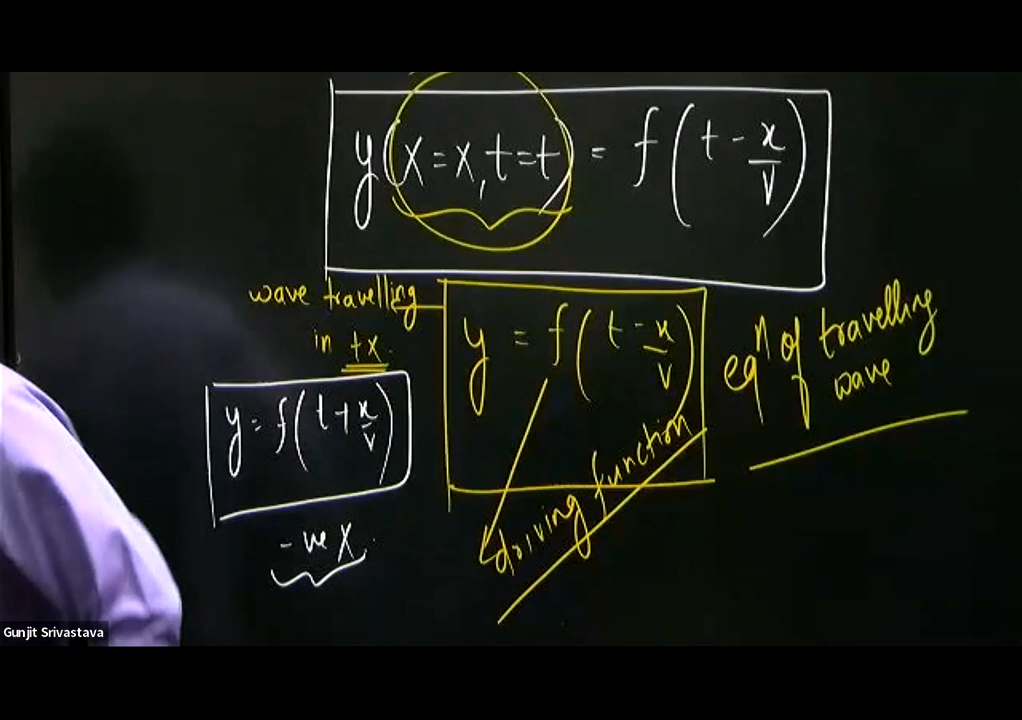 y(x=x, t=t) = f(t - x/v)
wave travelling
in +x.
y = f(t - x/v)
eqⁿ of travelling
wave
y = f(t + x/v)
driving function
-ve X.
Gunjit Srivastava